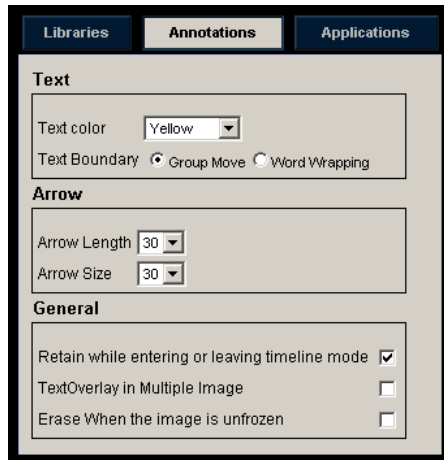 Libraries Annotations Applications
Text
Text color Yellow
Text Boundary Group Move Word Wrapping
Arrow
Arrow Length 30
Arrow Size 30
General
Retain while entering or leaving timeline mode
TextOverlay in Multiple Image
Erase When the image is unfrozen